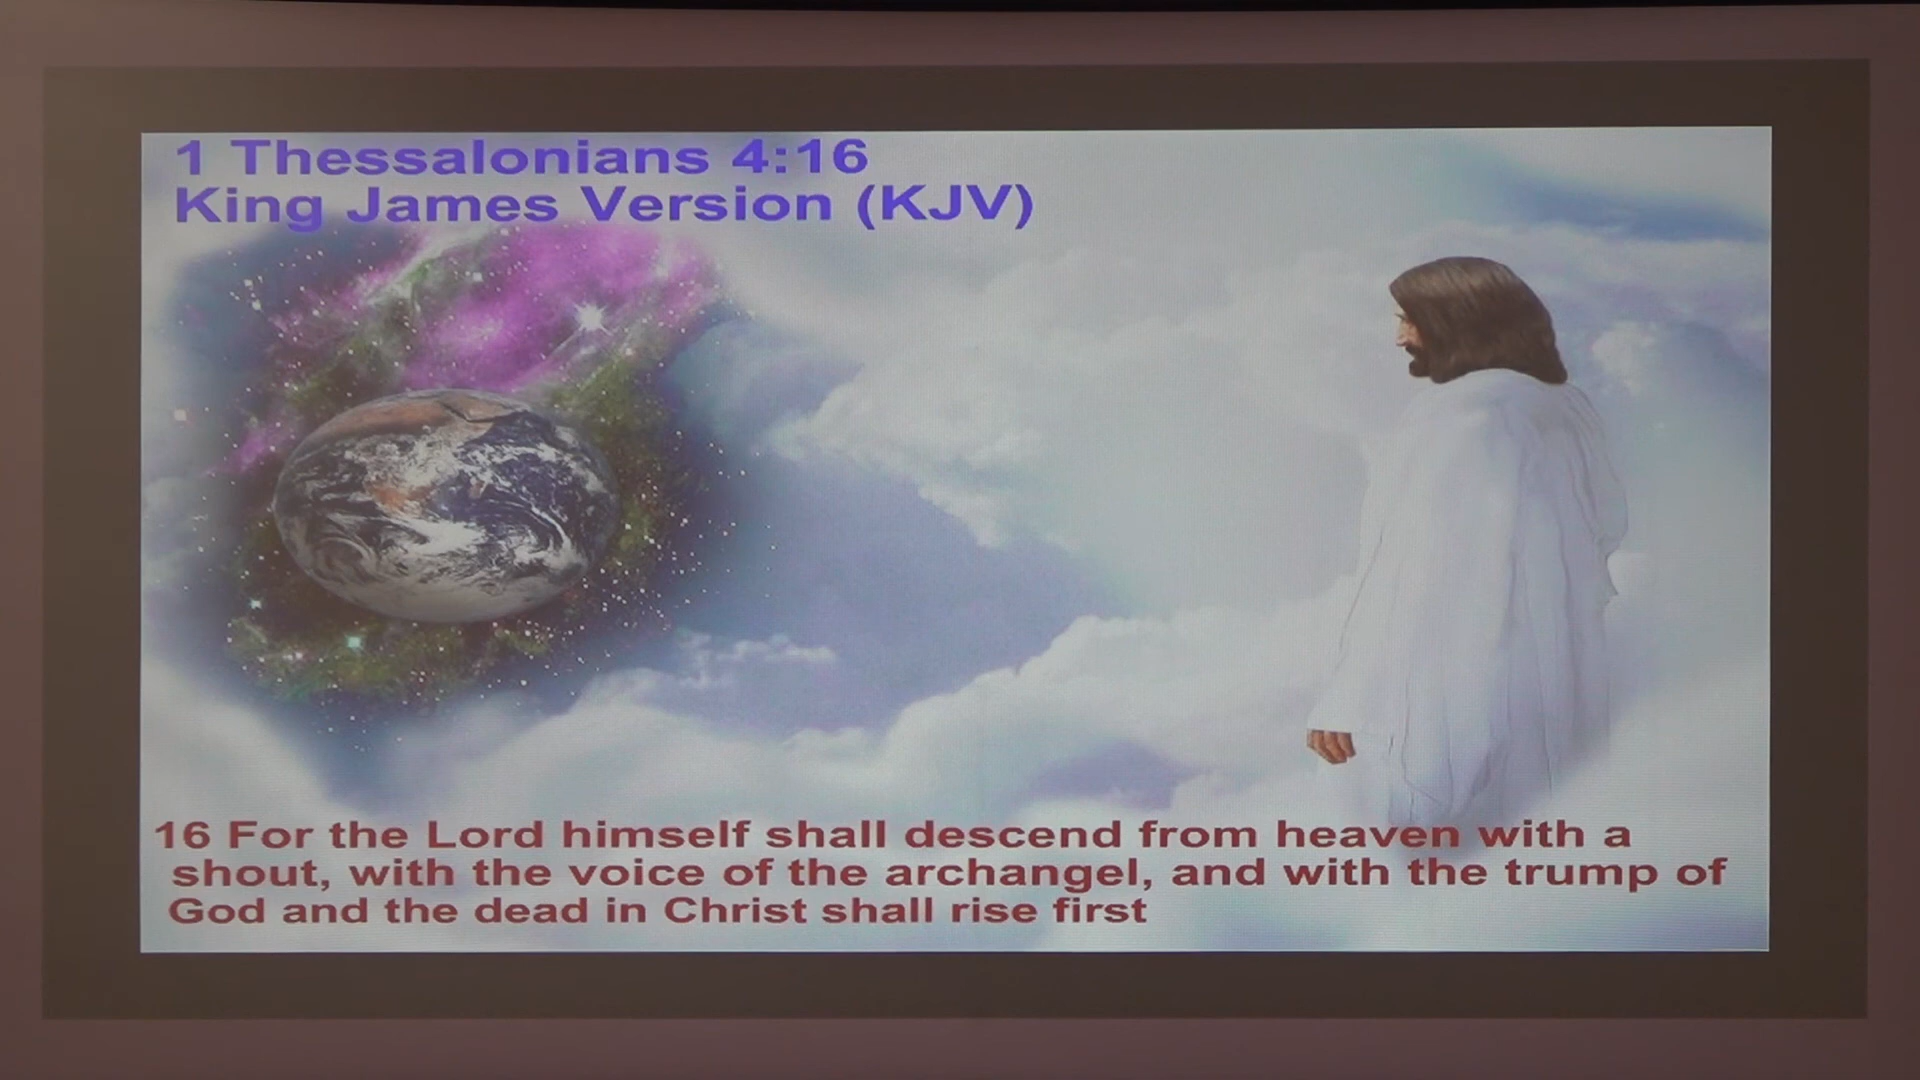 1 Thessalonians 4:16
King James Version (KJV)
16 For the Lord himself shall descend from heaven with a
shout, with the voice of the archangel, and with the trump of
God and the dead in Christ shall rise first